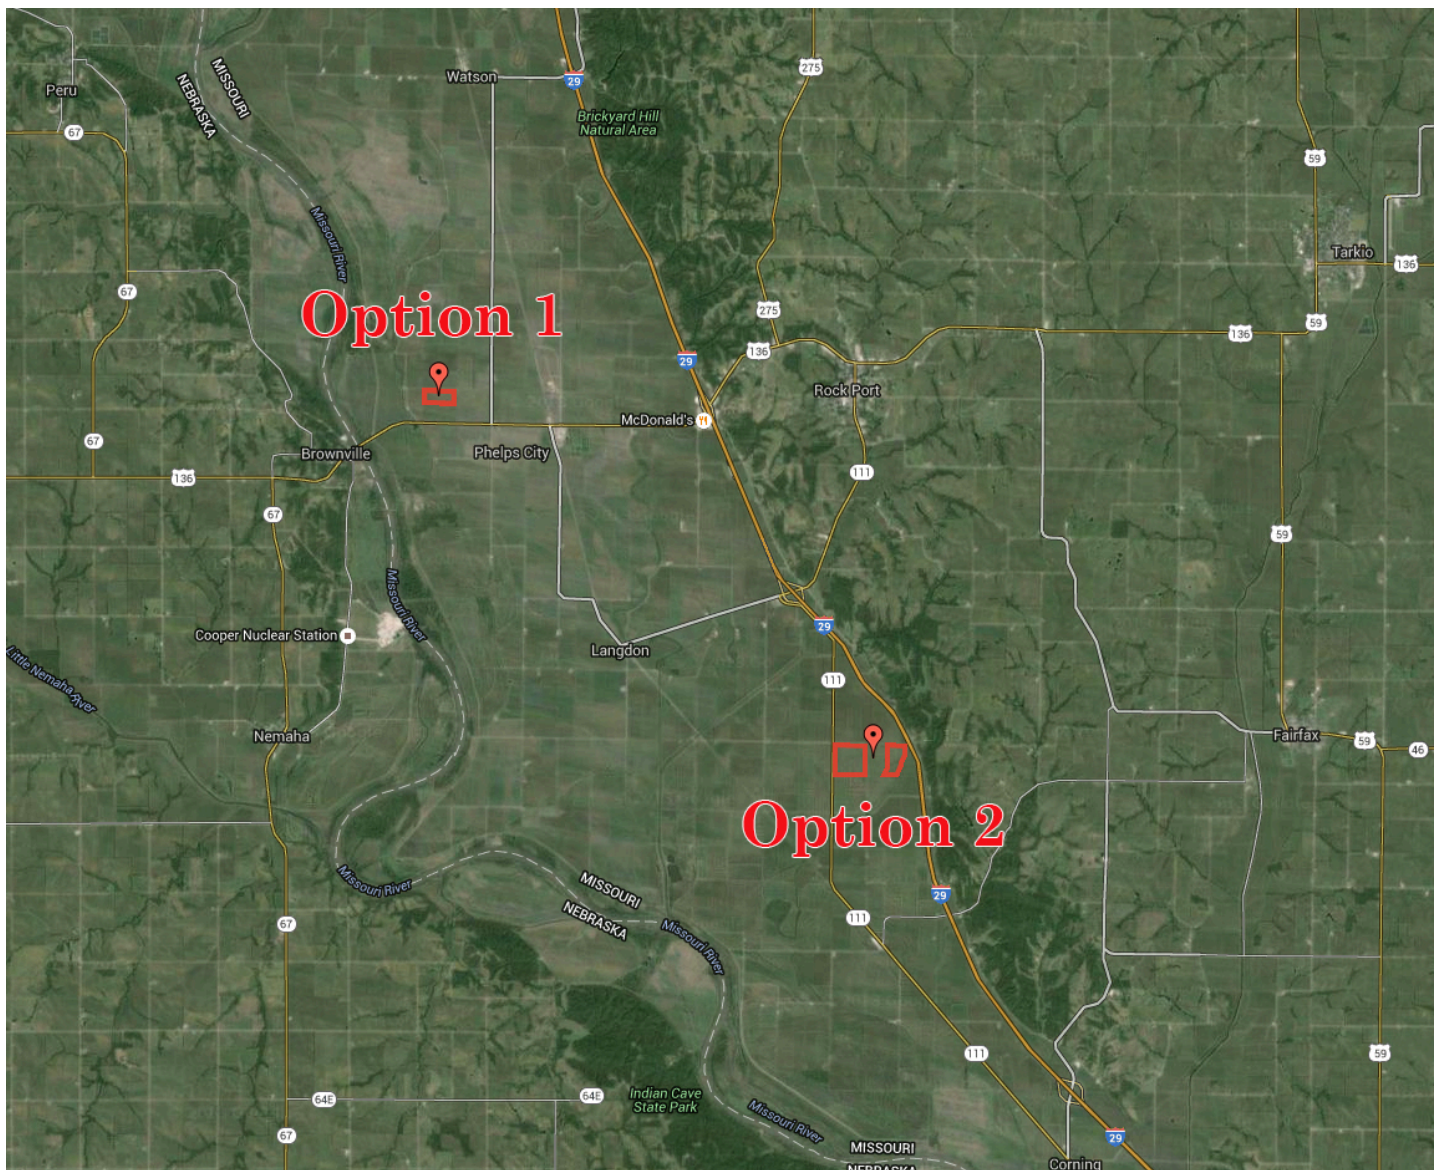 Watson
29
275
Peru
MISSOURI
NEBRASKA
Brickyard Hill
Natural Area
67
59
Missouri River
Tarkio
136
67
Option 1
275
59
136
136
29
Rock Port
McDonald's
67
Brownville
Phelps City
136
111
67
59
Missouri River
Cooper Nuclear Station
29
Langdon
Little Nemaha River
111
Nemaha
Fairfax
59
46
Option 2
Missouri River
MISSOURI
NEBRASKA
29
67
111
Missouri River
111
59
64E
64E
Indian Cave
State Park
67
Missouri River
29
MISSOURI
NEBRASKA
Corning